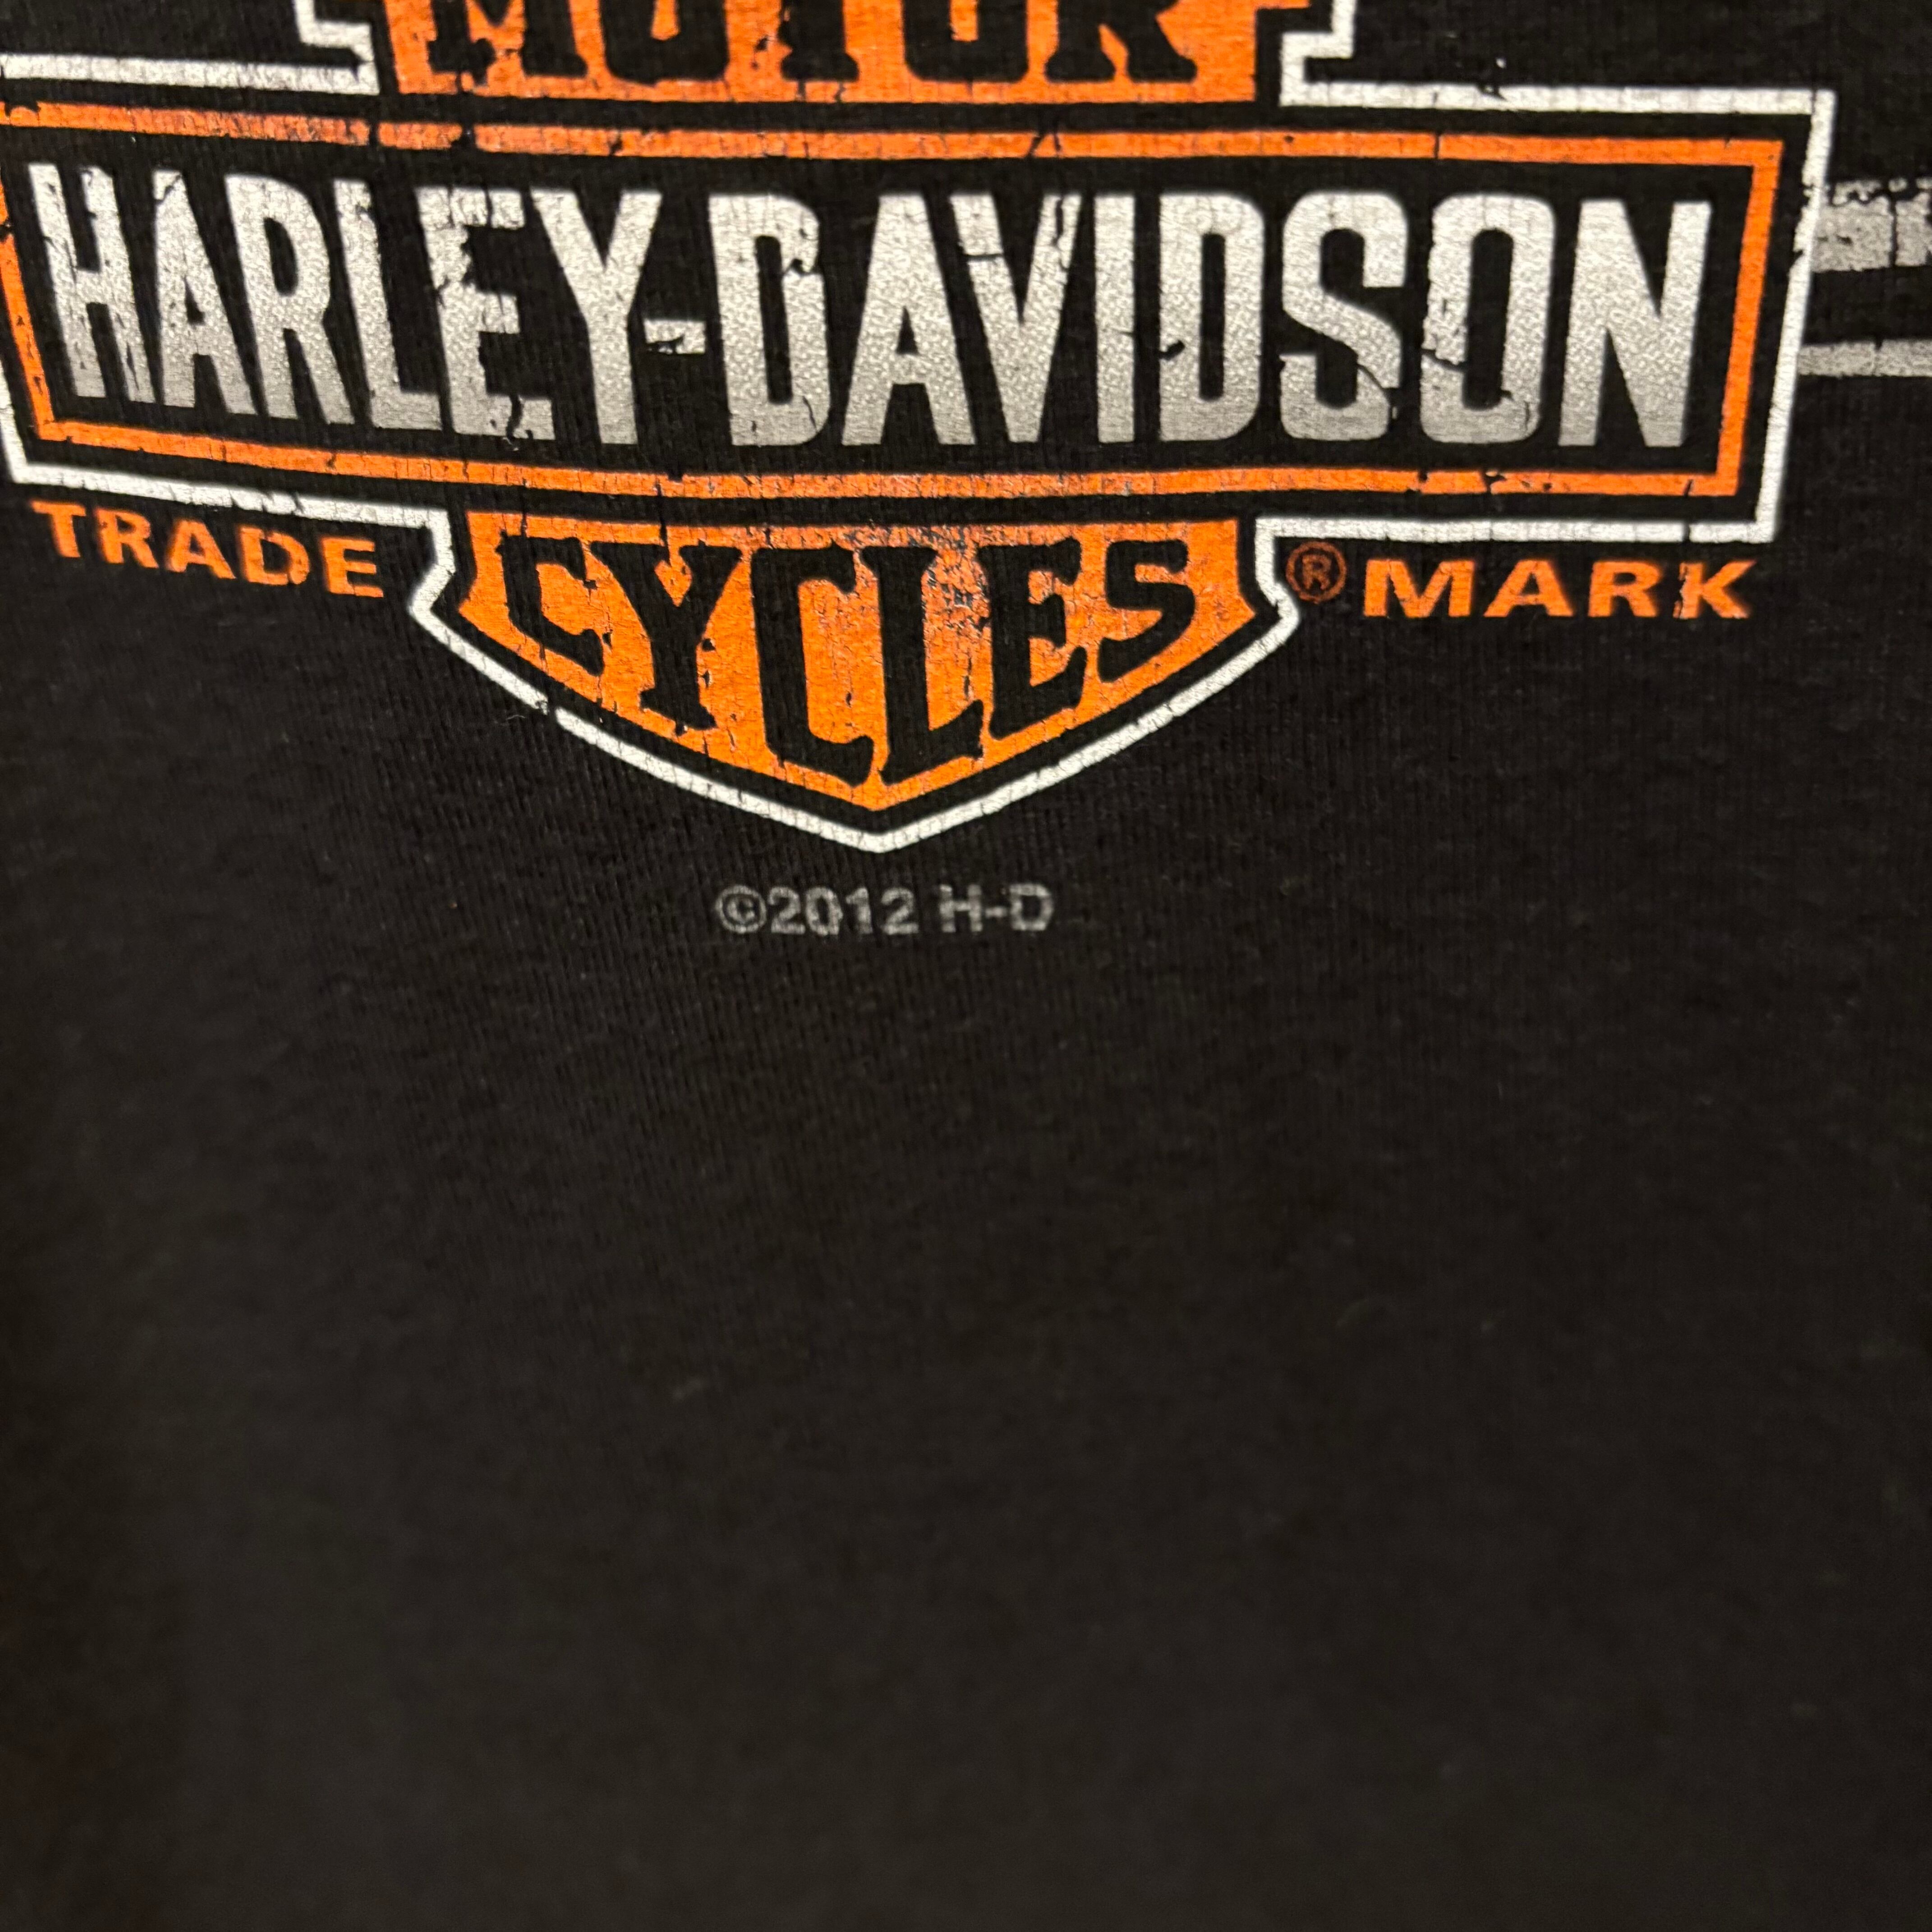 MOTOR
HARLEY-DAVIDSON
TRADE CYCLES ® MARK
©2012 H-D